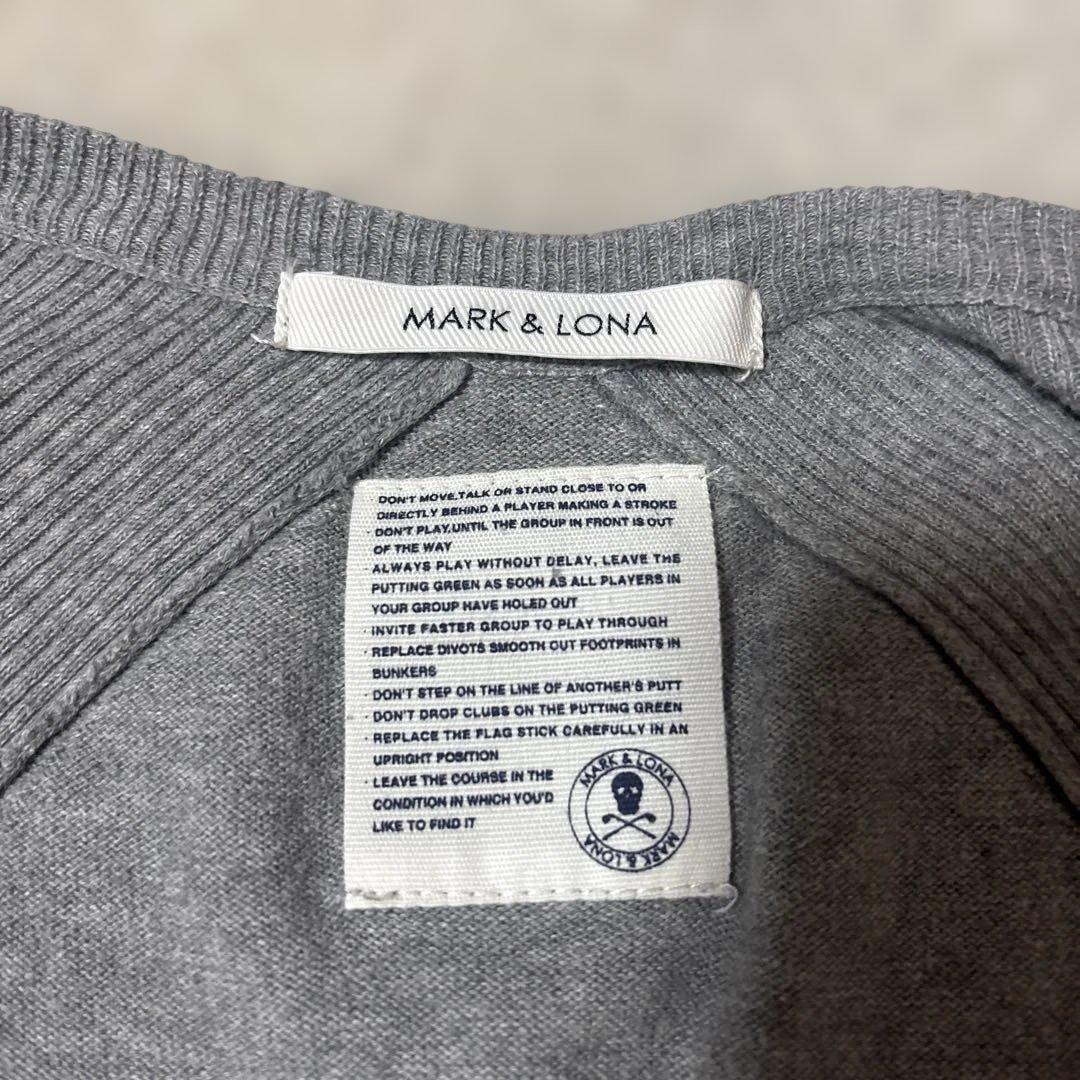 MARK & LONA
DON'T MOVE,TALK OR STAND CLOSE TO OR
DIRECTLY BEHIND A PLAYER MAKING A STROKE
DON'T PLAY,UNTIL THE GROUP IN FRONT IS OUT
OF THE WAY
· ALWAYS PLAY WITHOUT DELAY, LEAVE THE
PUTTING GREEN AS SOON AS ALL PLAYERS IN
YOUR GROUP HAVE HOLED OUT
· INVITE FASTER GROUP TO PLAY THROUGH
· REPLACE DIVOTS SMOOTH OUT FOOTPRINTS IN
BUNKERS
· DON'T STEP ON THE LINE OF ANOTHER'S PUTT
· DON'T DROP CLUBS ON THE PUTTING GREEN
· REPLACE THE FLAG STICK CAREFULLY IN AN
UPRIGHT POSITION
· LEAVE THE COURSE IN THE
CONDITION IN WHICH YOU'D
LIKE TO FIND IT
MARK & LONA
MARK & LONA